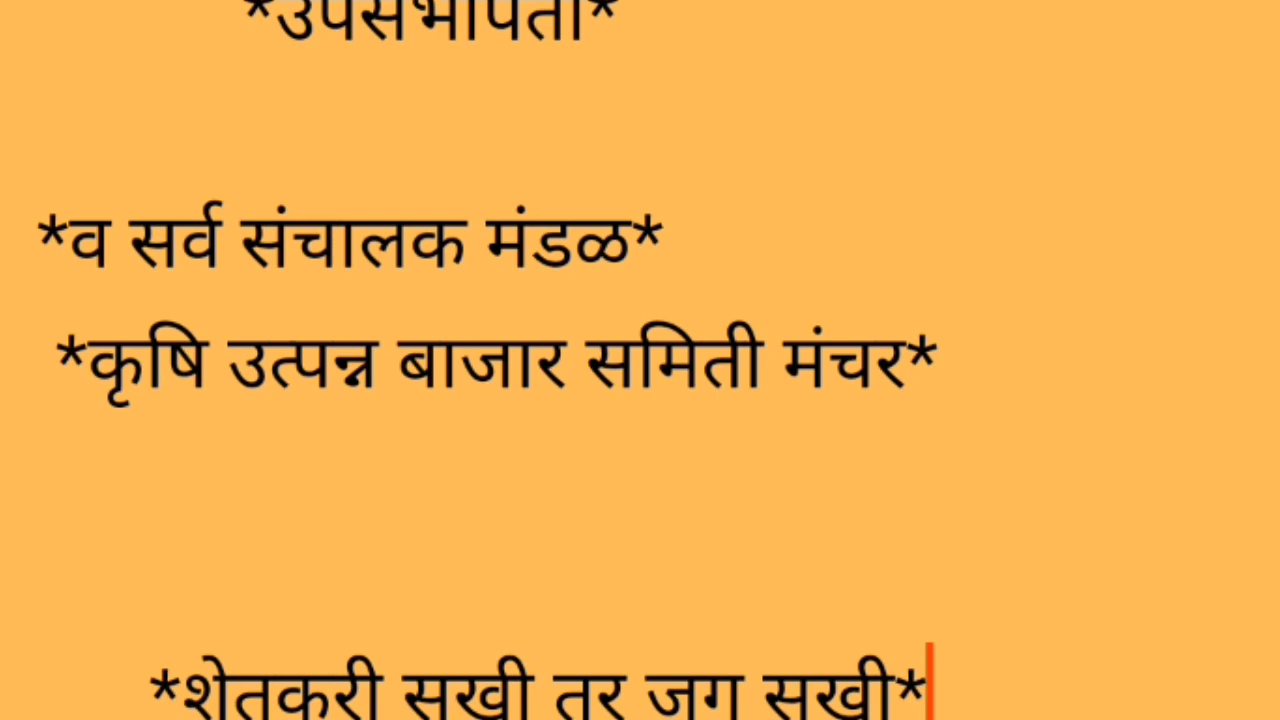 *उपसभापती*
*व सर्व संचालक मंडळ*
*कृषि उत्पन्न बाजार समिती मंचर*
*शेतकरी सुखी तर जग सुखी*